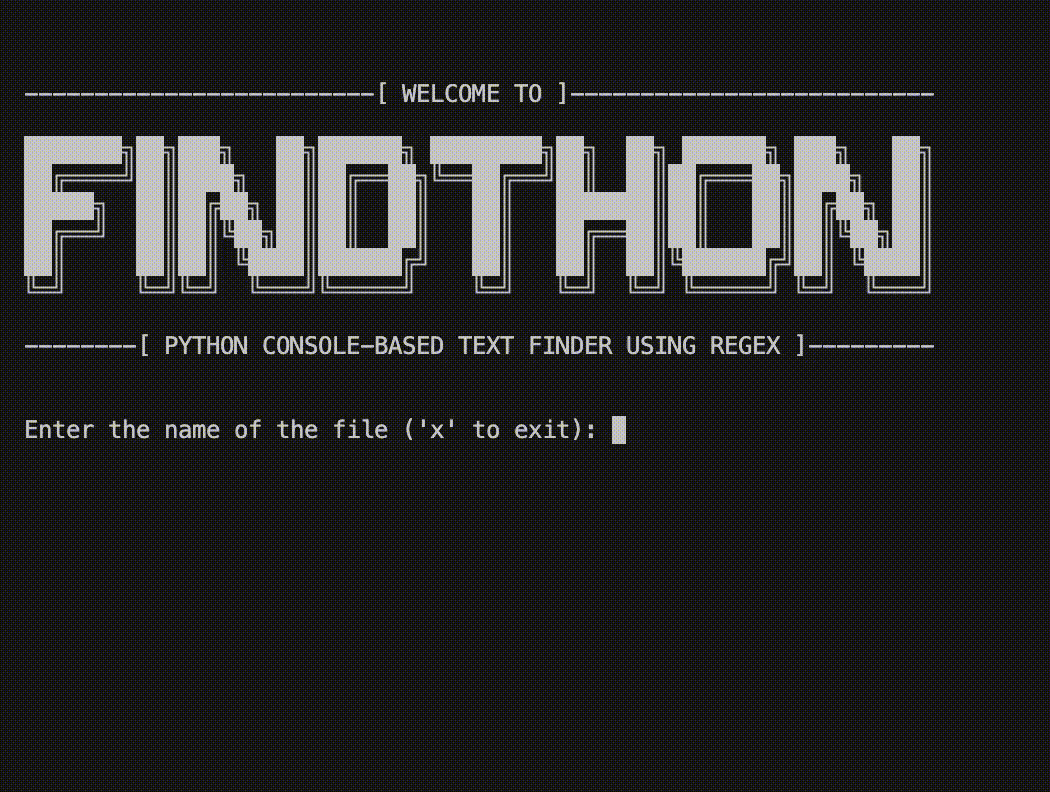 -------------------------[ WELCOME TO ]--------------------------
FINDTHON
--------[ PYTHON CONSOLE-BASED TEXT FINDER USING REGEX ]---------
Enter the name of the file ('x' to exit):